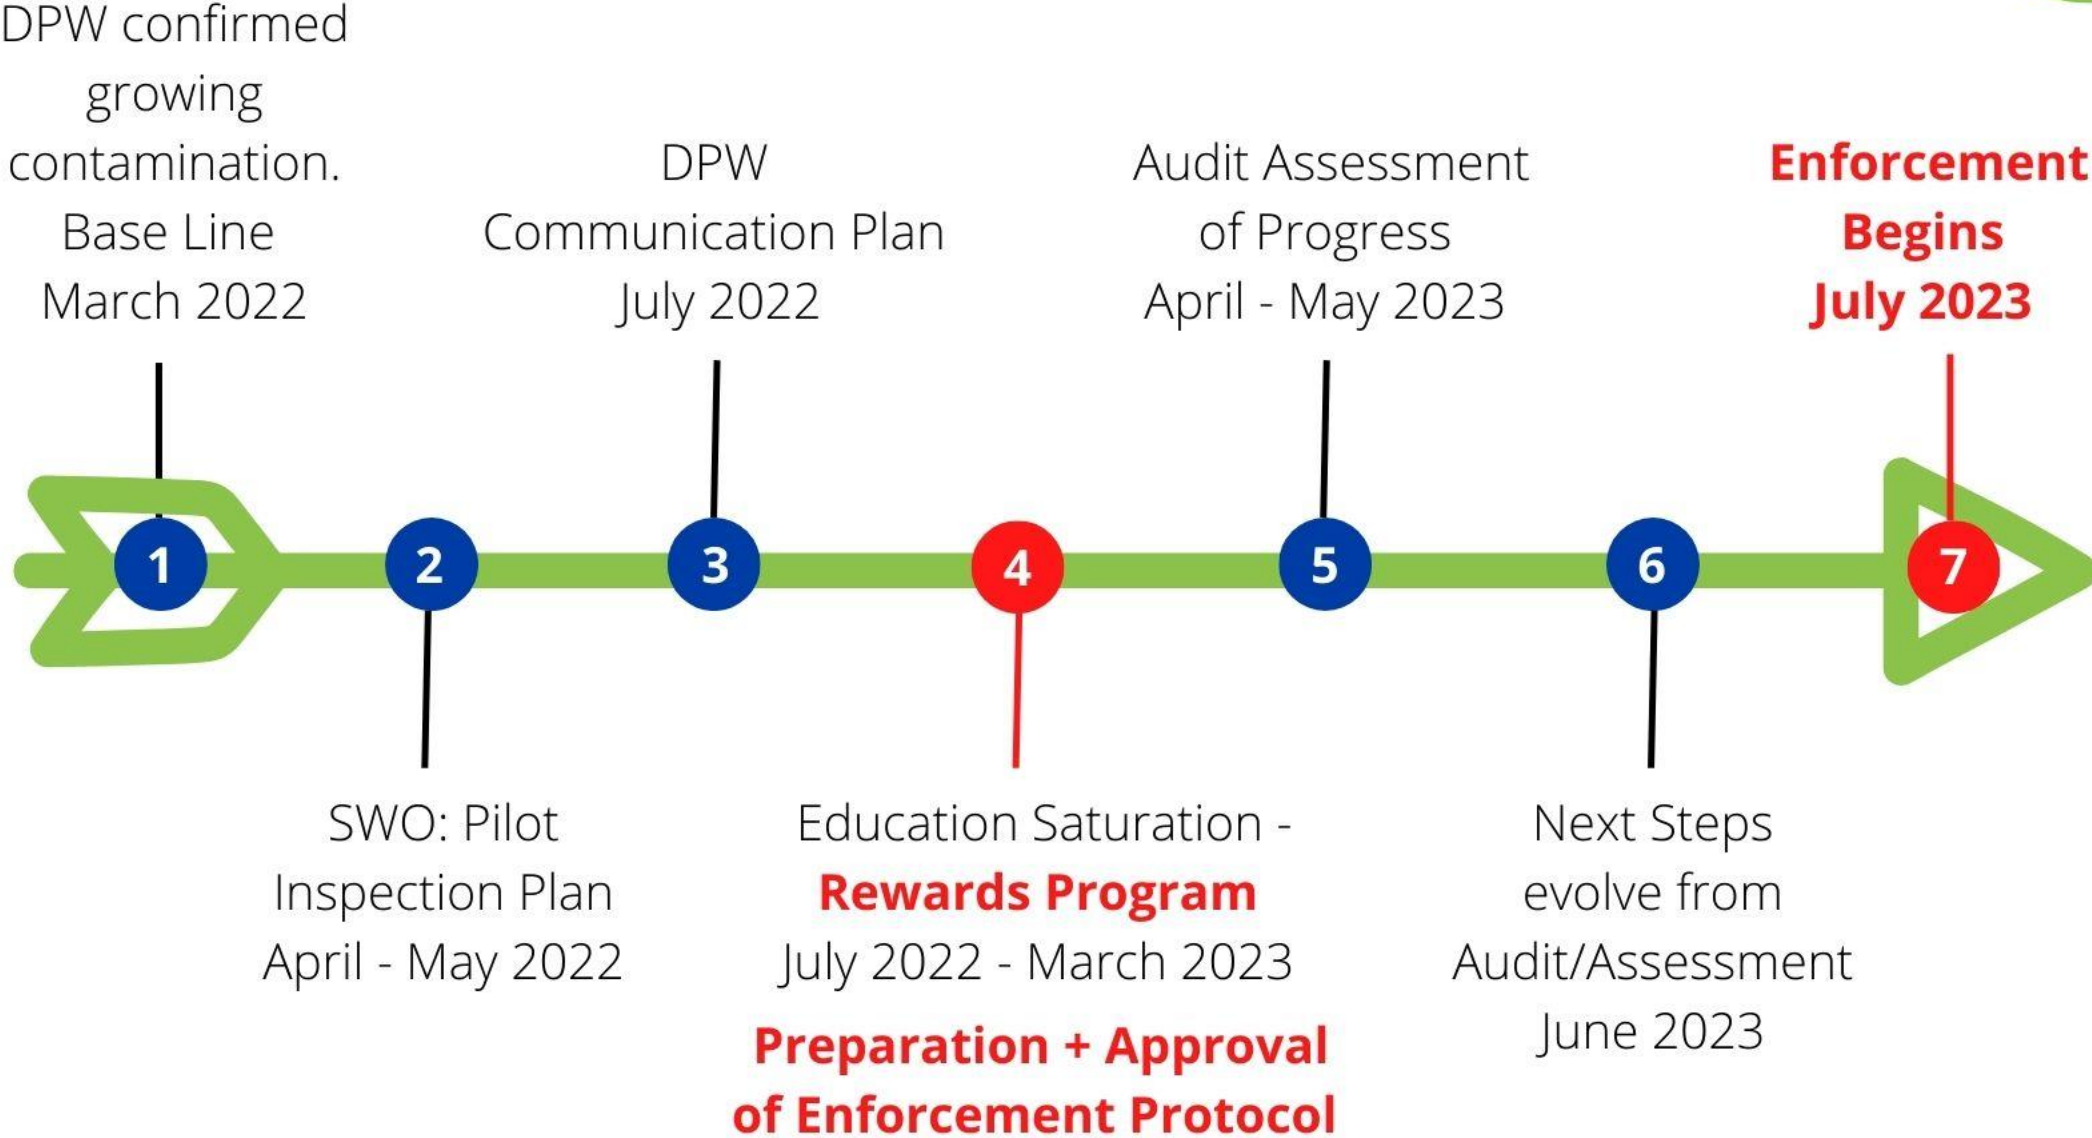 DPW confirmed
growing
contamination.
Base Line
March 2022
DPW
Communication Plan
July 2022
Audit Assessment
of Progress
April - May 2023
Enforcement
Begins
July 2023
1
2
3
4
5
6
7
SWO: Pilot
Inspection Plan
April - May 2022
Education Saturation -
Rewards Program
July 2022 - March 2023
Preparation + Approval
of Enforcement Protocol
Next Steps
evolve from
Audit/Assessment
June 2023